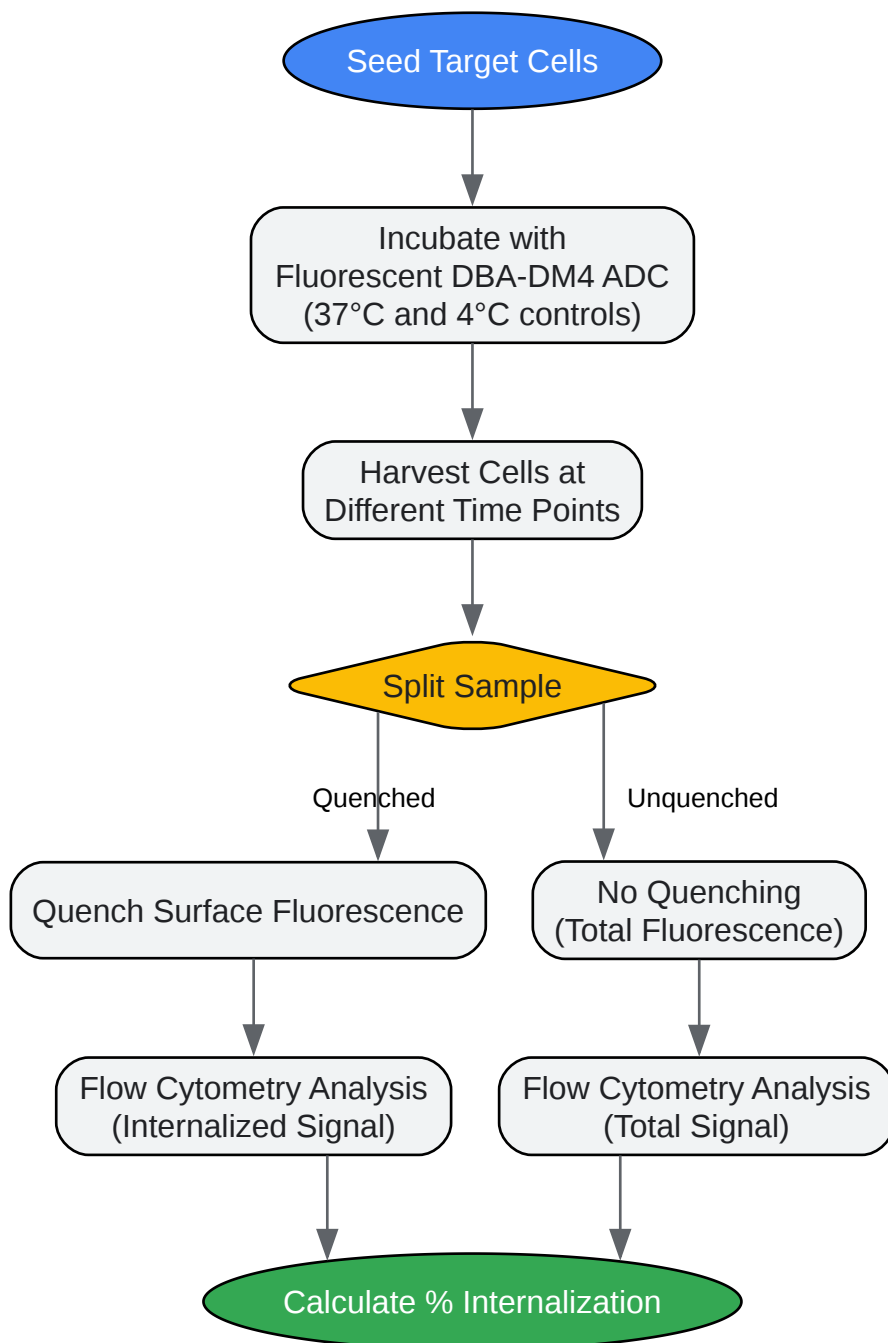 Seed Target Cells
Incubate with
Fluorescent DBA-DM4 ADC
(37°C and 4°C controls)
Harvest Cells at
Different Time Points
Split Sample
Quenched
Unquenched
Quench Surface Fluorescence
No Quenching
(Total Fluorescence)
Flow Cytometry Analysis
(Internalized Signal)
Flow Cytometry Analysis
(Total Signal)
Calculate % Internalization